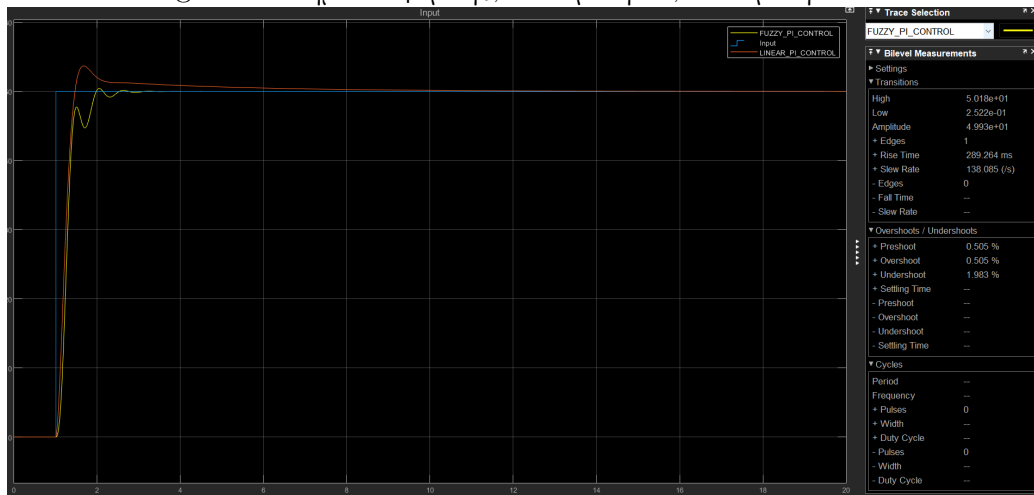 Input
FUZZY_PI_CONTROL
Input
LINEAR_PI_CONTROL
0
2
4
6
8
10
12
14
16
18
20
Trace Selection
FUZZY_PI_CONTROL
Bilevel Measurements
Settings
Transitions
High 5.018e+01
Low 2.522e-01
Amplitude 4.993e+01
+ Edges 1
+ Rise Time 289.264 ms
+ Slew Rate 138.085 (/s)
- Edges 0
- Fall Time --
- Slew Rate --
Overshoots / Undershoots
+ Preshoot 0.505 %
+ Overshoot 0.505 %
+ Undershoot 1.983 %
+ Settling Time --
- Preshoot --
- Overshoot --
- Undershoot --
- Settling Time --
Cycles
Period --
Frequency --
+ Pulses 0
+ Width --
+ Duty Cycle --
- Pulses 0
- Width --
- Duty Cycle --